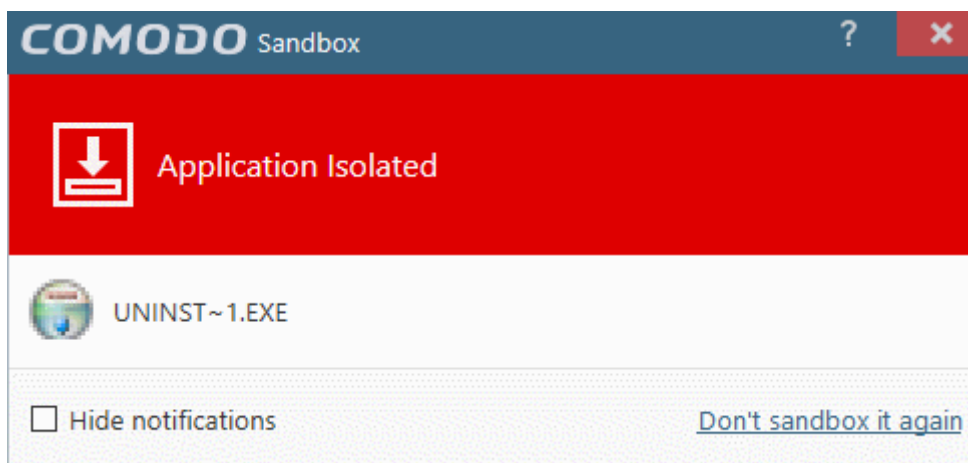 COMODO Sandbox ?
Application Isolated
UNINST~1.EXE
Hide notifications Don't sandbox it again